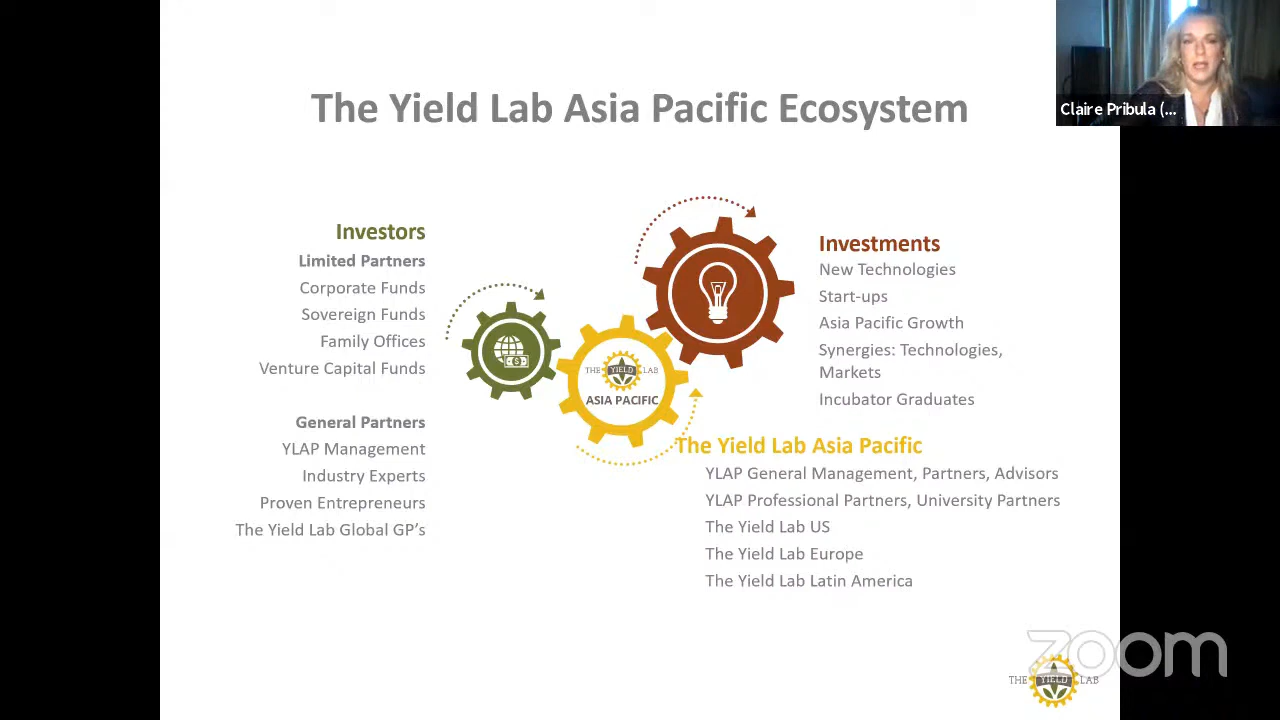 The Yield Lab Asia Pacific Ecosystem
Claire Pribula (...
Investors
Limited Partners
Corporate Funds
Sovereign Funds
Family Offices
Venture Capital Funds
General Partners
YLAP Management
Industry Experts
Proven Entrepreneurs
The Yield Lab Global GP's
THE YIELD LAB
ASIA PACIFIC
Investments
New Technologies
Start-ups
Asia Pacific Growth
Synergies: Technologies,
Markets
Incubator Graduates
The Yield Lab Asia Pacific
YLAP General Management, Partners, Advisors
YLAP Professional Partners, University Partners
The Yield Lab US
The Yield Lab Europe
The Yield Lab Latin America
zoom
THE YIELD LAB